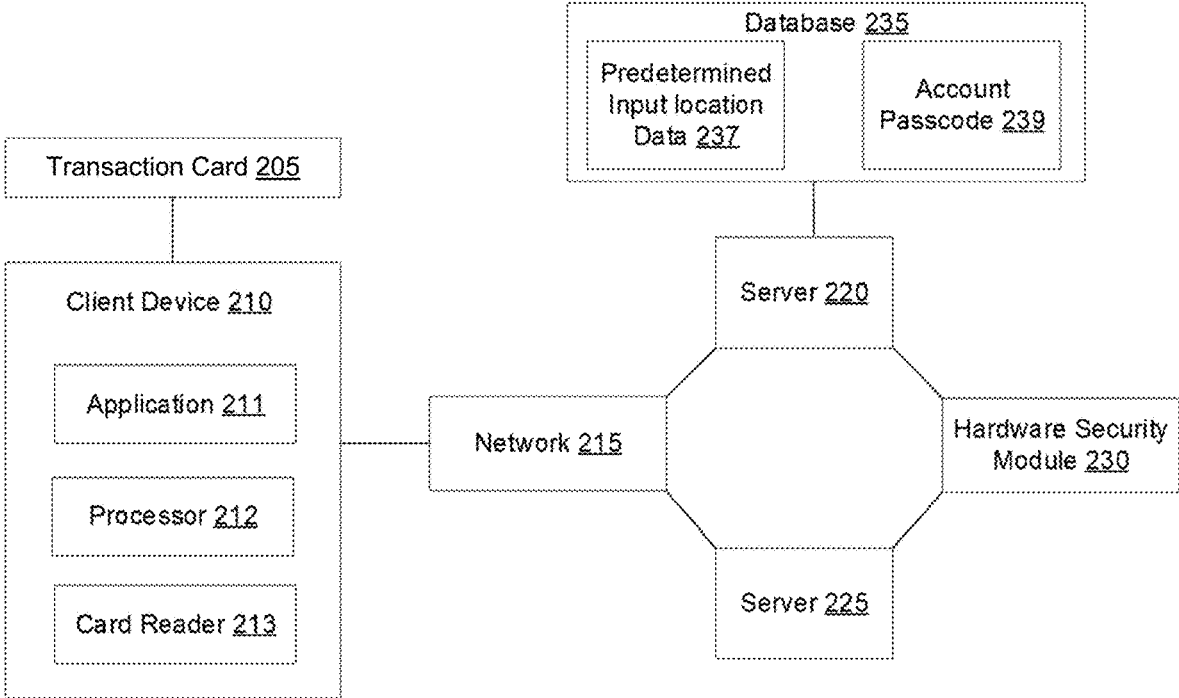 Database 235
Predetermined
Input location
Data 237
Account
Passcode 239
Transaction Card 205
Client Device 210
Application 211
Processor 212
Card Reader 213
Network 215
Server 220
Hardware Security
Module 230
Server 225